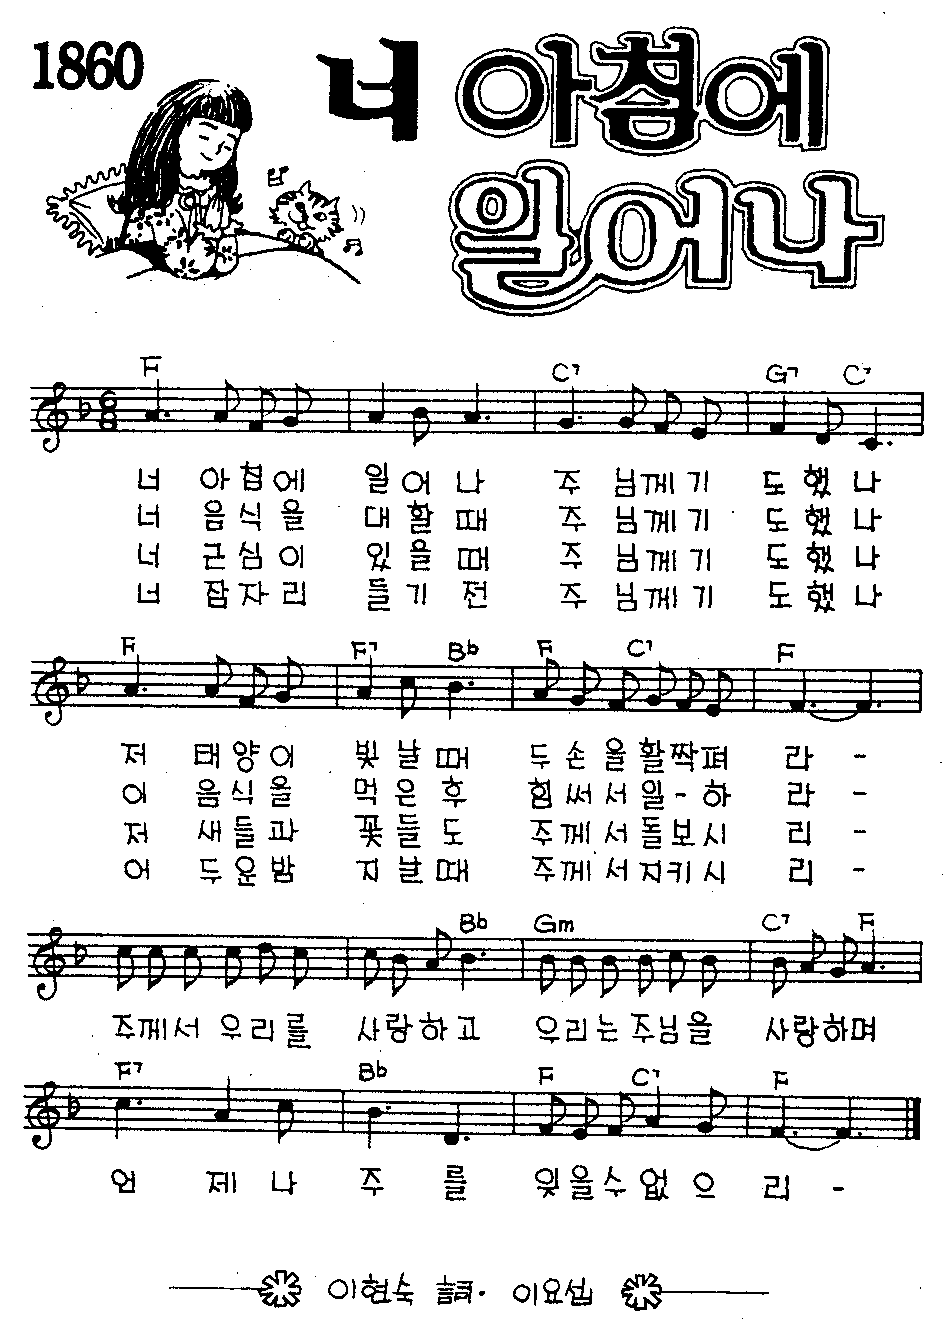 1860
너 아침에
일어나
F C7 G7 C7
너 아침에 일어나 주 님께기 도했나
너 음식을 대할때 주 님께기 도했나
너 근심이 있을때 주 님께기 도했나
너 잠자리 들기전 주 님께기 도했나
F F7 Bb F C7 F
저 태양이 빛날때 두손을활짝펴 라-
이 음식을 먹은후 힘써서일-하 라-
저 새들과 꽃들도 주께서돌보시 리-
어 두운밤 지날때 주께서지키시 리-
Bb Gm C7 F
주께서 우리를 사랑하고 우리는주님을 사랑하며
F7 Bb F C7 F
언 제나 주 를 잊을수없으 리-
이현숙 · 이요섭